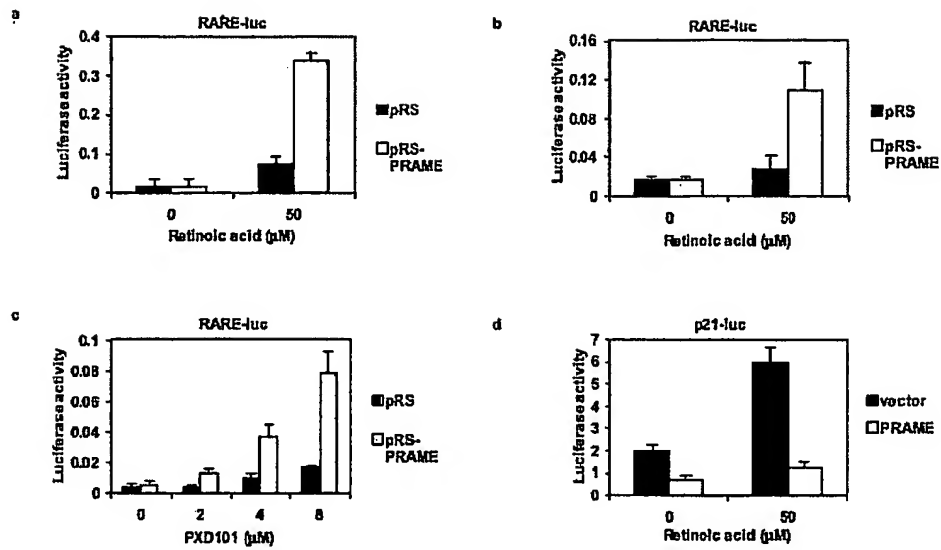 a
RARE-luc
Luciferase activity
0.4
0.3
0.2
0.1
0
0
50
Retinoic acid (µM)
pRS
pRS-
PRAME
b
RARE-luc
Luciferase activity
0.16
0.12
0.08
0.04
0
0
50
Retinoic acid (µM)
pRS
pRS-
PRAME
c
RARE-luc
Luciferase activity
0.1
0.08
0.06
0.04
0.02
0
0
2
4
8
PXD101 (µM)
pRS
pRS-
PRAME
d
p21-luc
Luciferase activity
7
6
5
4
3
2
1
0
0
50
Retinoic acid (µM)
vector
PRAME